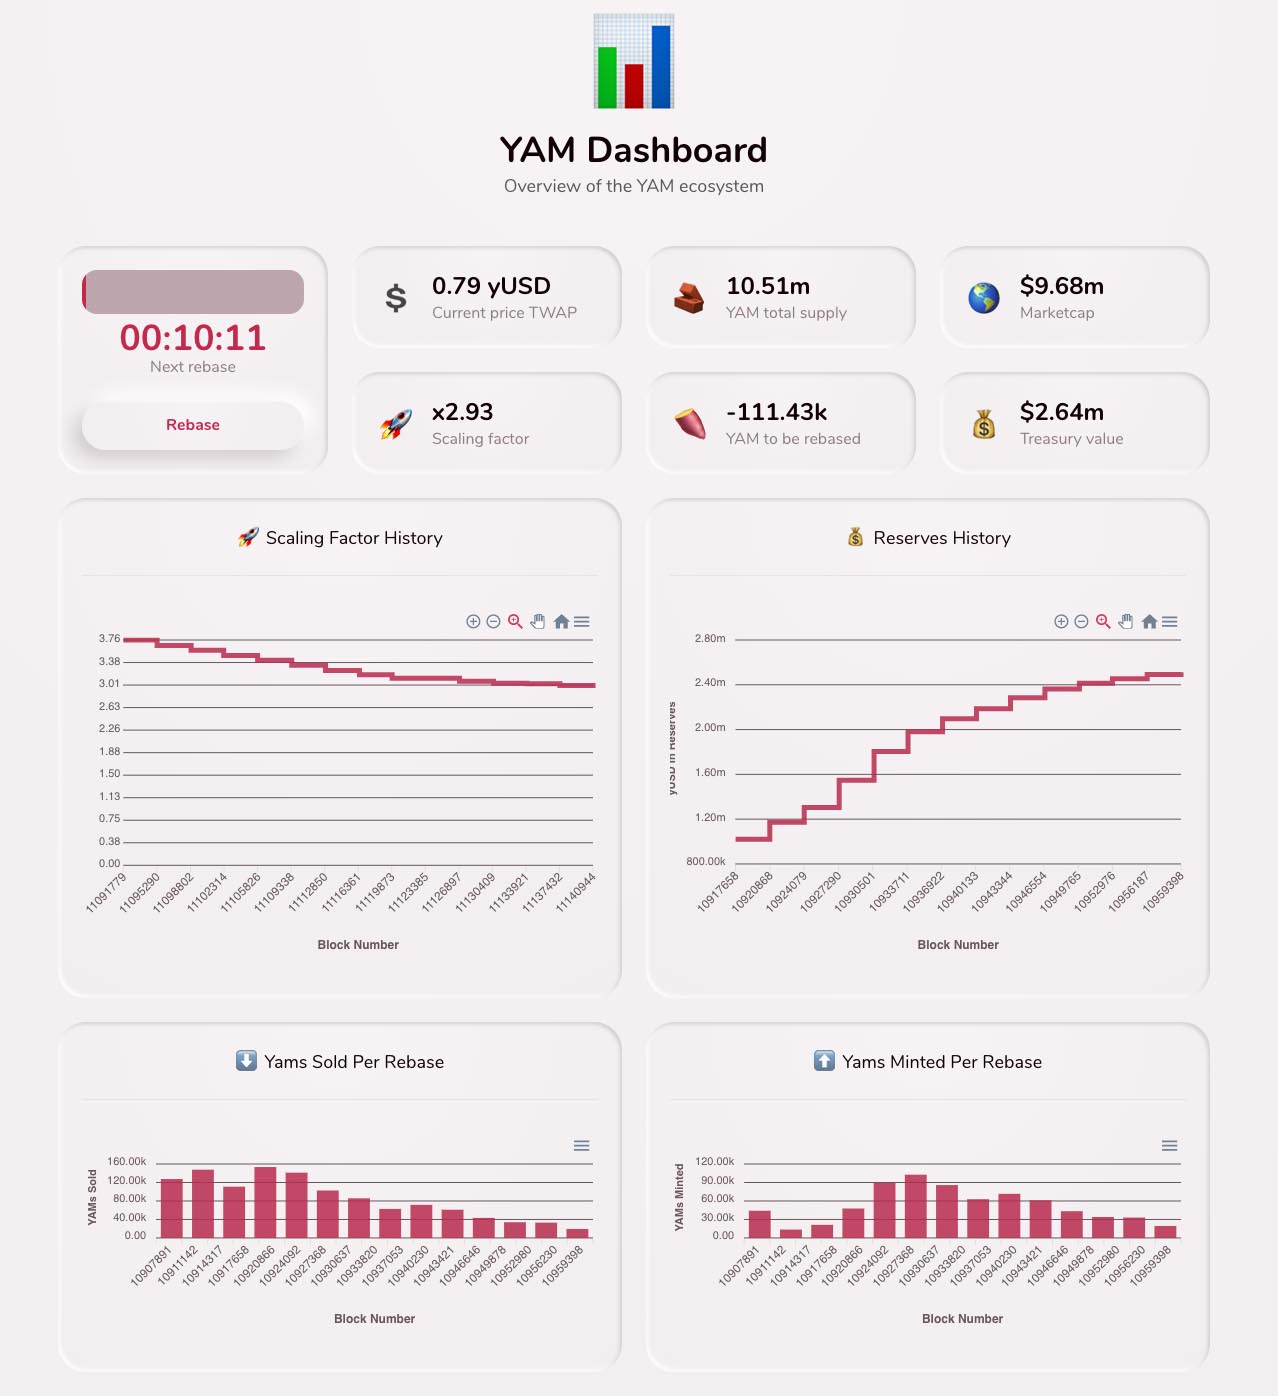 YAM Dashboard
Overview of the YAM ecosystem
00:10:11
Next rebase
Rebase
0.79 yUSD
Current price TWAP
10.51m
YAM total supply
$9.68m
Marketcap
x2.93
Scaling factor
-111.43k
YAM to be rebased
$2.64m
Treasury value
Scaling Factor History
3.76
3.38
3.01
2.63
2.26
1.88
1.50
1.13
0.75
0.38
0.00
11091779
11095290
11098802
11102314
11105826
11109338
11112850
11116361
11119873
11123385
11126897
11130409
11133921
11137432
11140944
Block Number
Reserves History
yUSD in Reserves
2.80m
2.40m
2.00m
1.60m
1.20m
800.00k
10917658
10920868
10924079
10927290
10930501
10933711
10936922
10940133
10943344
10946554
10949765
10952976
10956187
10959398
Block Number
Yams Sold Per Rebase
YAMs Sold
160.00k
120.00k
80.00k
40.00k
0.00
10907891
10911142
10914317
10917658
10920866
10924092
10927368
10930637
10933820
10937053
10940230
10943421
10946646
10949878
10952980
10956230
10959398
Block Number
Yams Minted Per Rebase
YAMs Minted
120.00k
90.00k
60.00k
30.00k
0.00
10907891
10911142
10914317
10917658
10920866
10924092
10927368
10930637
10933820
10937053
10940230
10943421
10946646
10949878
10952980
10956230
10959398
Block Number